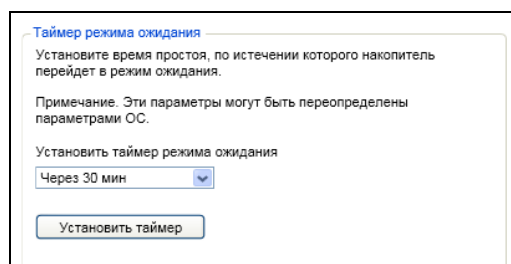 Таймер режима ожидания
Установите время простоя, по истечении которого накопитель
перейдет в режим ожидания.
Примечание. Эти параметры могут быть переопределены
параметрами ОС.
Установить таймер режима ожидания
Через 30 мин
Установить таймер